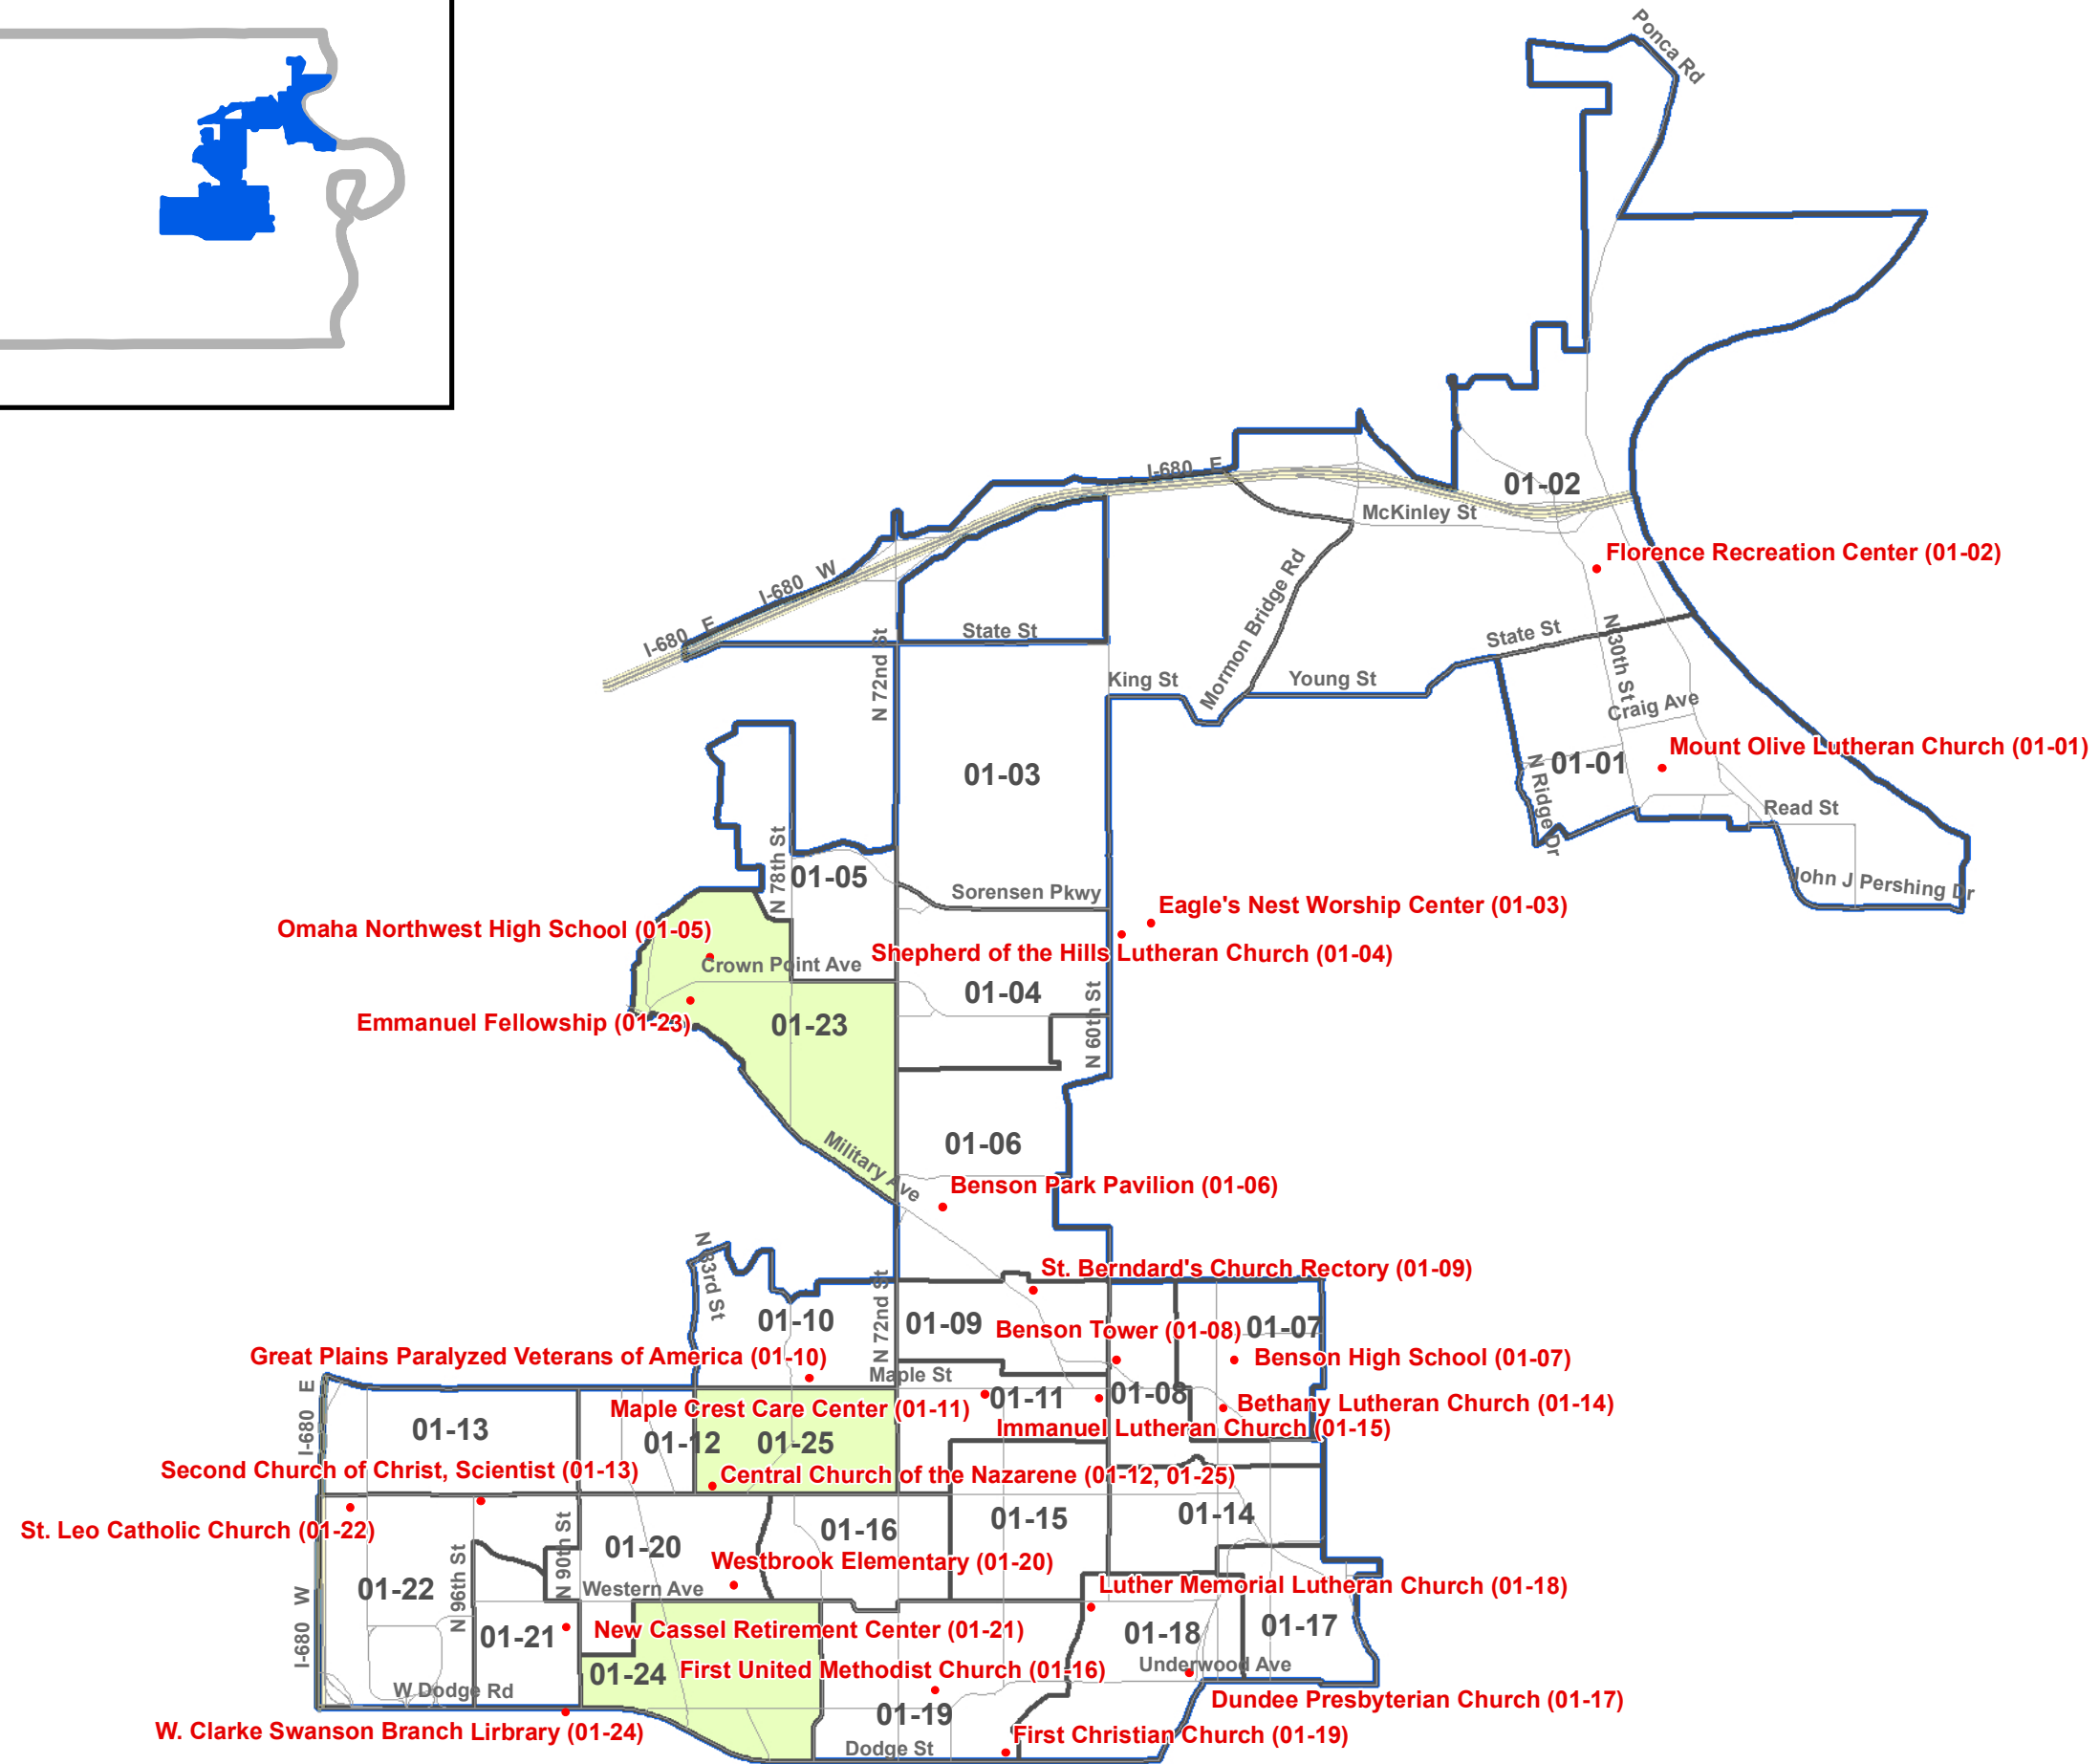 Ponca Rd
I-680 E
01-02
McKinley St
Florence Recreation Center (01-02)
I-680 W
Mormon Bridge Rd
I-680 E
State St
State St
N 30th St
N 72nd St
King St
Young St
Craig Ave
Mount Olive Lutheran Church (01-01)
01-03
01-01
N Ridge Dr
Read St
N 78th St
01-05
John J Pershing Dr
Sorensen Pkwy
Eagle's Nest Worship Center (01-03)
Omaha Northwest High School (01-05)
Shepherd of the Hills Lutheran Church (01-04)
Crown Point Ave
01-04
N 60th St
Emmanuel Fellowship (01-23)
01-23
01-06
Military Ave
Benson Park Pavilion (01-06)
N 83rd St
St. Berndard's Church Rectory (01-09)
N 72nd St
01-10
01-09
Benson Tower (01-08)
01-07
Great Plains Paralyzed Veterans of America (01-10)
Benson High School (01-07)
Maple St
I-680 E
01-11
01-08
Maple Crest Care Center (01-11)
Bethany Lutheran Church (01-14)
01-13
01-12
01-25
Immanuel Lutheran Church (01-15)
Second Church of Christ, Scientist (01-13)
Central Church of the Nazarene (01-12, 01-25)
St. Leo Catholic Church (01-22)
01-14
01-15
01-16
N 90th St
01-20
Westbrook Elementary (01-20)
N 96th St
01-22
Western Ave
Luther Memorial Lutheran Church (01-18)
I-680 W
01-21
New Cassel Retirement Center (01-21)
01-18
01-17
01-24
First United Methodist Church (01-16)
Underwood Ave
W Dodge Rd
Dundee Presbyterian Church (01-17)
01-19
W. Clarke Swanson Branch Lirbrary (01-24)
First Christian Church (01-19)
Dodge St